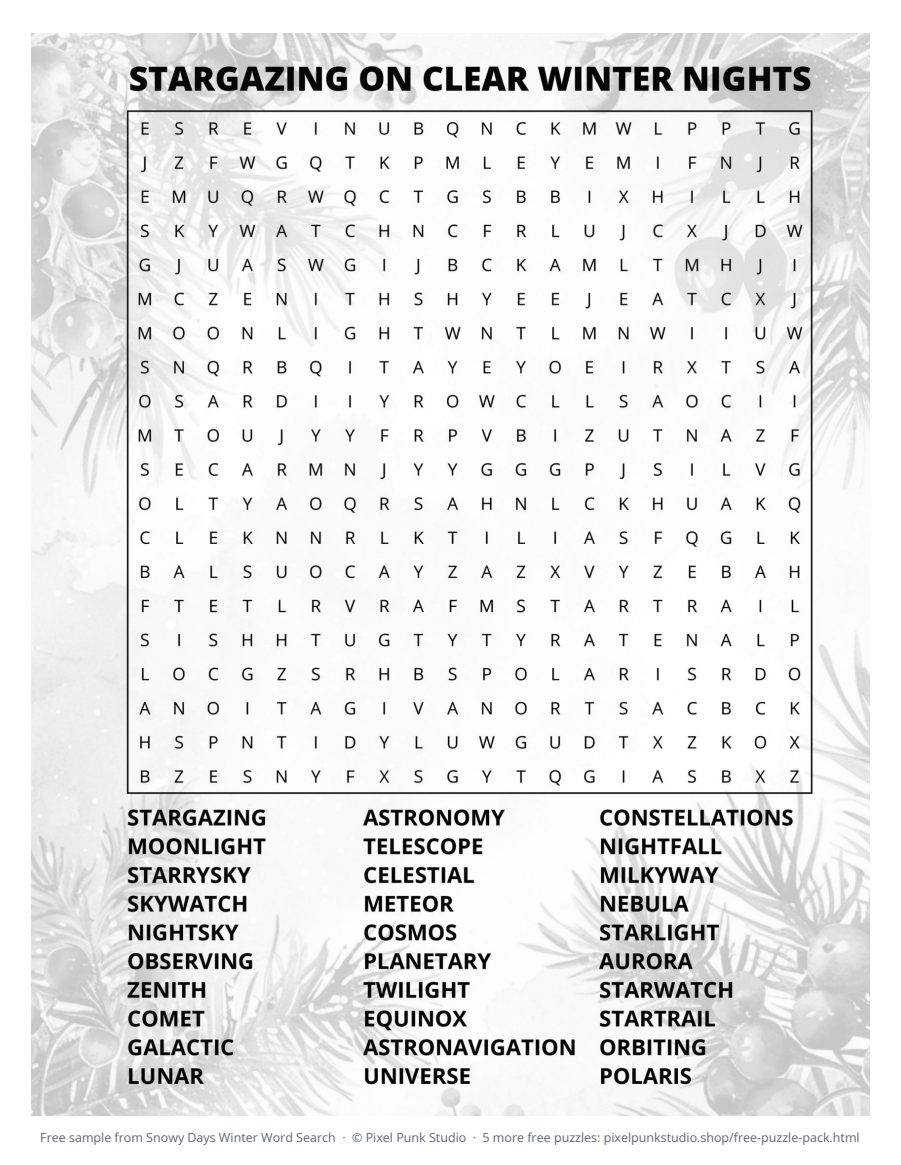 STARGAZING ON CLEAR WINTER NIGHTS
E S R E V I N U B Q N C K M W L P P T G
J Z F W G Q T K P M L E Y E M I F N J R
E M U Q R W Q C T G S B B I X H I L L H
S K Y W A T C H N C F R L U J C X J D W
G J U A S W G I J B C K A M L T M H J I
M C Z E N I T H S H Y E E J E A T C X J
M O O N L I G H T W N T L M N W I I U W
S N Q R B Q I T A Y E Y O E I R X T S A
O S A R D I I Y R O W C L L S A O C I I
M T O U J Y Y F R P V B I Z U T N A Z F
S E C A R M N J Y Y G G G P J S I L V G
O L T Y A O Q R S A H N L C K H U A K Q
C L E K N N R L K T I L I A S F Q G L K
B A L S U O C A Y Z A Z X V Y Z E B A H
F T E T L R V R A F M S T A R T R A I L
S I S H H T U G T Y T Y R A T E N A L P
L O C G Z S R H B S P O L A R I S R D O
A N O I T A G I V A N O R T S A C B C K
H S P N T I D Y L U W G U D T X Z K O X
B Z E S N Y F X S G Y T Q G I A S B X Z
STARGAZING ASTRONOMY CONSTELLATIONS
MOONLIGHT TELESCOPE NIGHTFALL
STARRYSKY CELESTIAL MILKYWAY
SKYWATCH METEOR NEBULA
NIGHTSKY COSMOS STARLIGHT
OBSERVING PLANETARY AURORA
ZENITH TWILIGHT STARWATCH
COMET EQUINOX STARTRAIL
GALACTIC ASTRONAVIGATION ORBITING
LUNAR UNIVERSE POLARIS
Free sample from Snowy Days Winter Word Search · © Pixel Punk Studio · 5 more free puzzles: pixelpunkstudio.shop/free-puzzle-pack.html